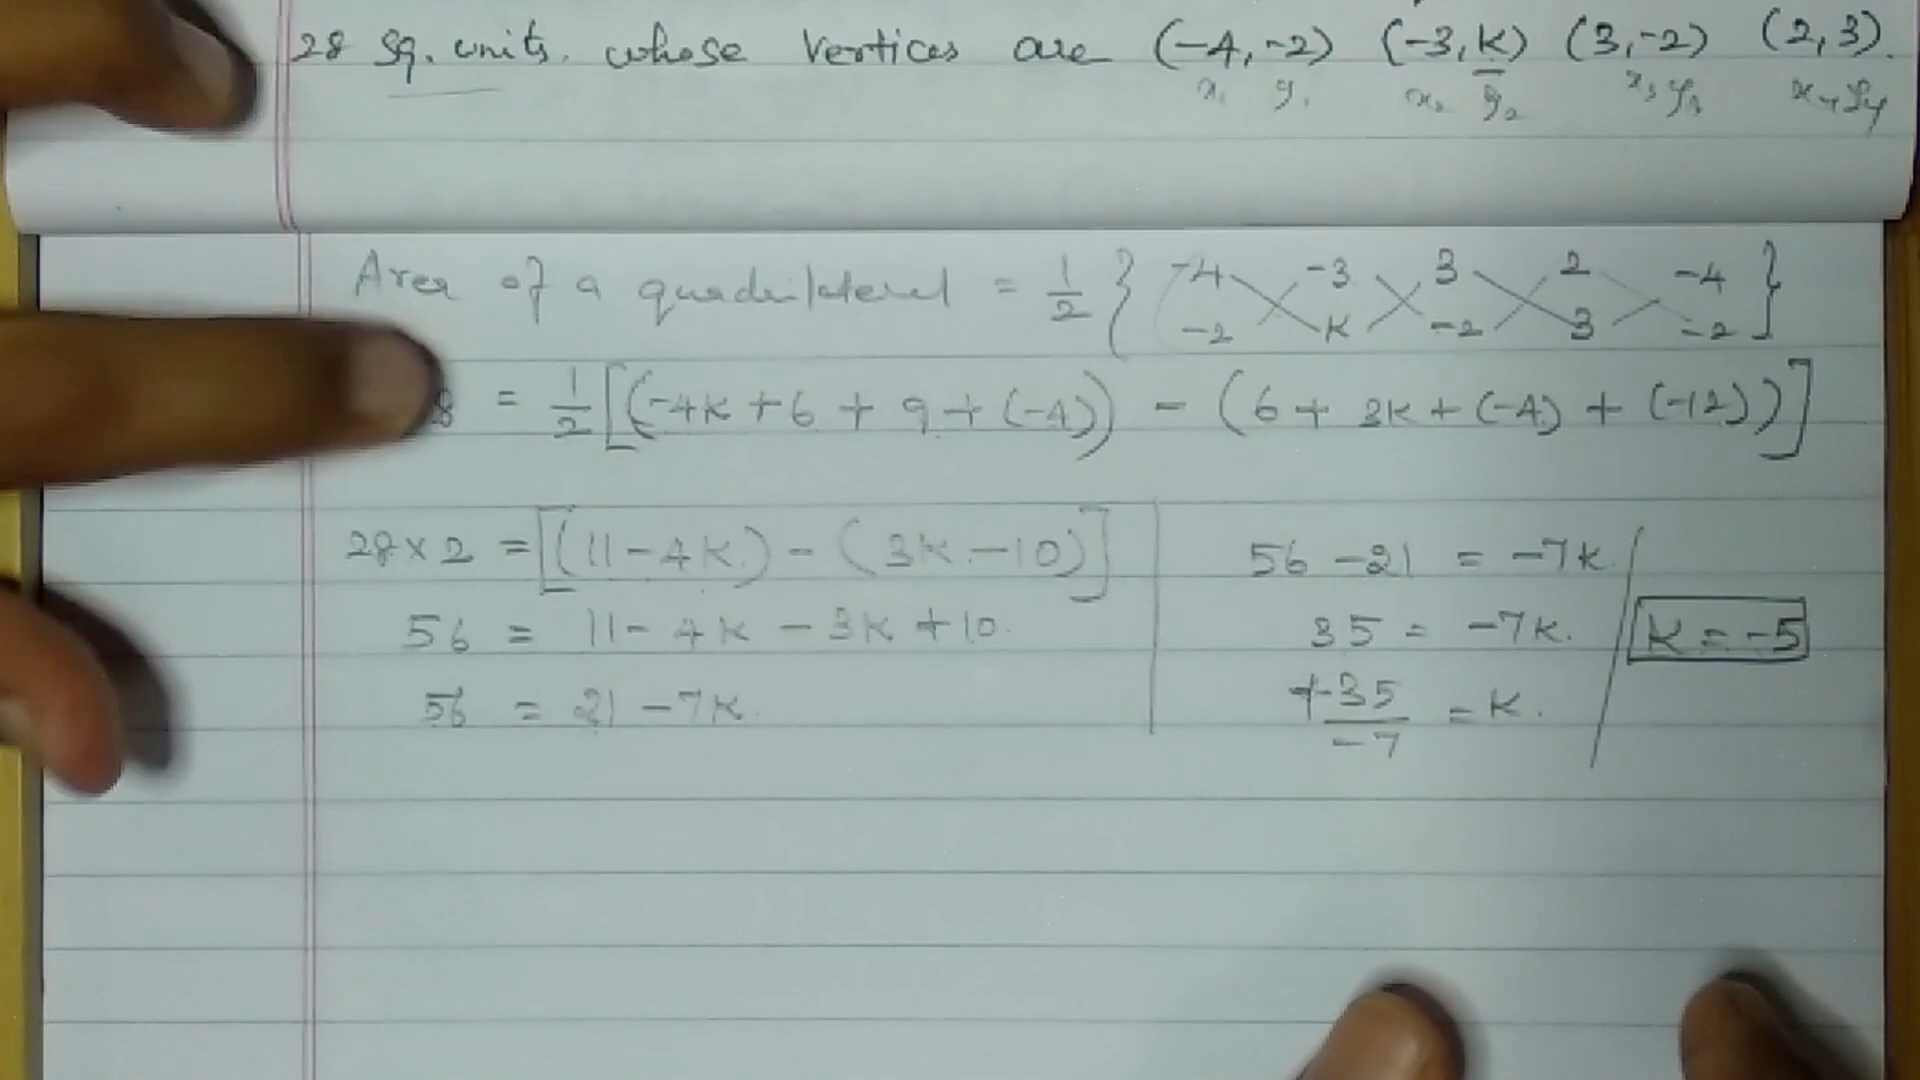 28 Sq. units. whose vertices are (-4,-2) (-3,K) (3,-2) (2,3).
x₁ y₁ x₂ y₂ x₃ y₃ x₄ y₄
Area of a quadrilateral = 1/2 { -4 -3 3 2 -4
-2 K -2 3 -2 }
8 = 1/2 [(-4K+6+9+(-4)) - (6+3K+(-4)+(-12))]
28×2 = [(11-4K)-(3K-10)]
56 = 11-4K-3K+10.
56 = 21-7K.
56-21 = -7K.
35 = -7K.
+35/-7 = K.
K = -5